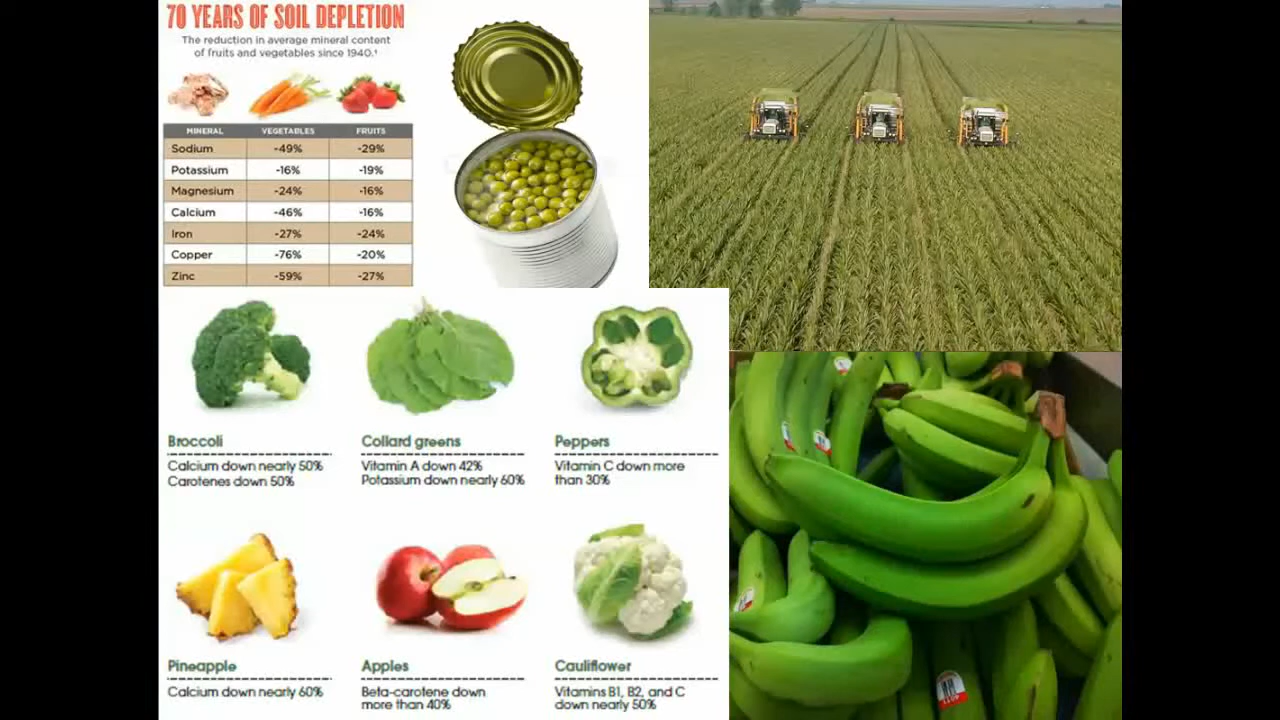 70 YEARS OF SOIL DEPLETION
The reduction in average mineral content
of fruits and vegetables since 1940.¹
MINERAL VEGETABLES FRUITS
Sodium -49% -29%
Potassium -16% -19%
Magnesium -24% -16%
Calcium -46% -16%
Iron -27% -24%
Copper -76% -20%
Zinc -59% -27%
Broccoli
Calcium down nearly 50%
Carotenes down 50%
Collard greens
Vitamin A down 42%
Potassium down nearly 60%
Peppers
Vitamin C down more
than 30%
Pineapple
Calcium down nearly 60%
Apples
Beta-carotene down
more than 40%
Cauliflower
Vitamins B1, B2, and C
down nearly 50%